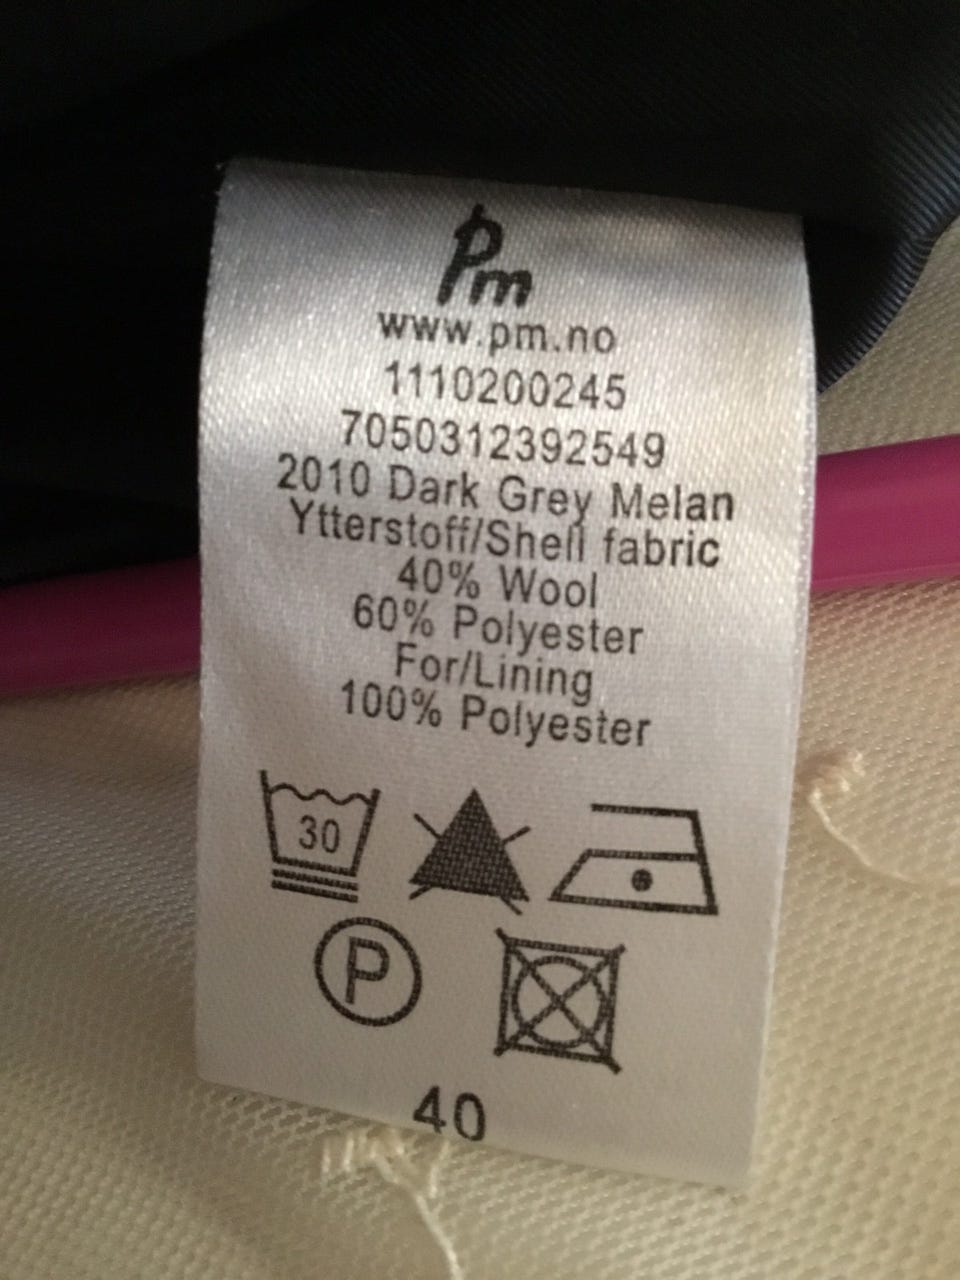 Pm
www.pm.no
1110200245
7050312392549
2010 Dark Grey Melan
Ytterstoff/Shell fabric
40% Wool
60% Polyester
For/Lining
100% Polyester
30
P
40